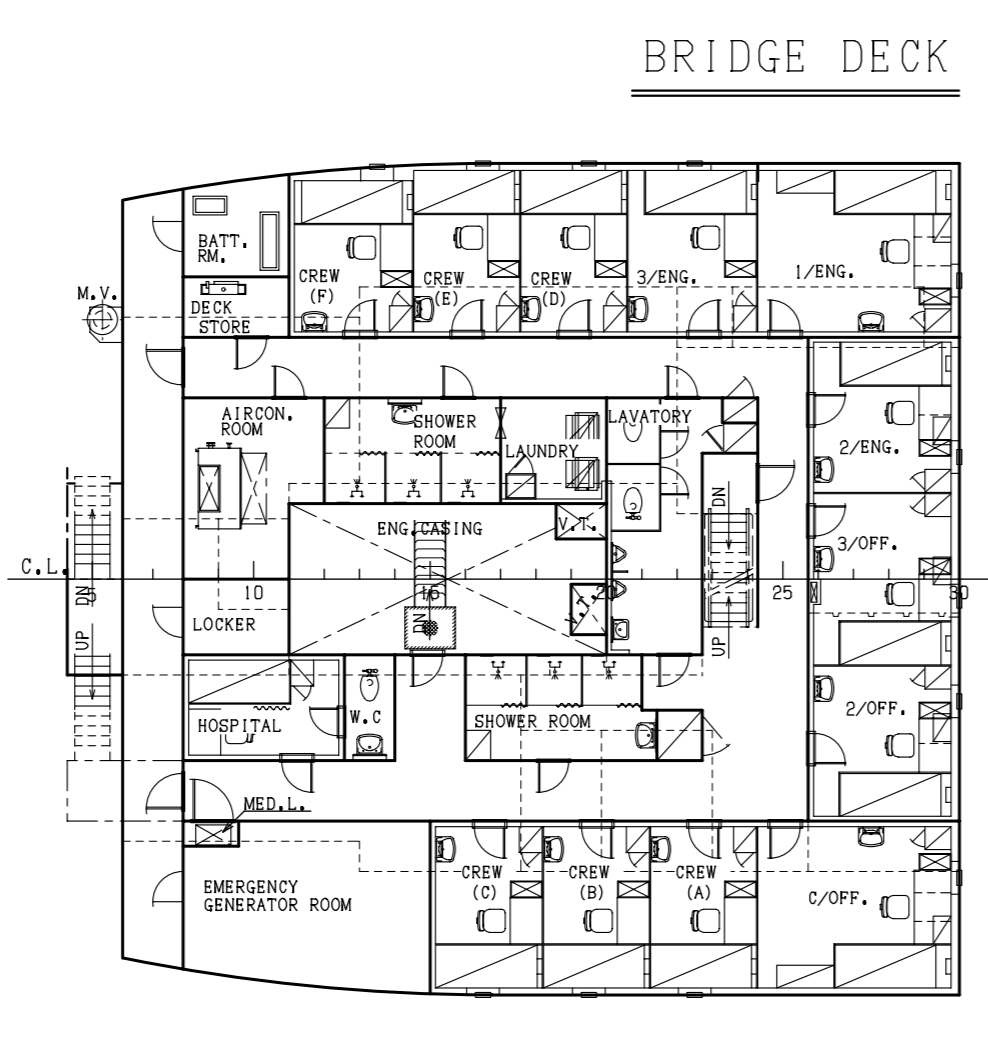 BRIDGE DECK
BATT.
RM.
M.V.
DECK
STORE
CREW
(F)
CREW
(E)
CREW
(D)
3/ENG.
1/ENG.
AIRCON.
ROOM
SHOWER
ROOM
LAUNDRY
LAVATORY
2/ENG.
DN
ENG.CASING
V.T.
3/OFF.
C.L.
DN
5
10
15
20
25
30
V.T.
UP
LOCKER
DN
UP
HOSPITAL
W.C
SHOWER ROOM
2/OFF.
MED.L.
EMERGENCY
GENERATOR ROOM
CREW
(C)
CREW
(B)
CREW
(A)
C/OFF.